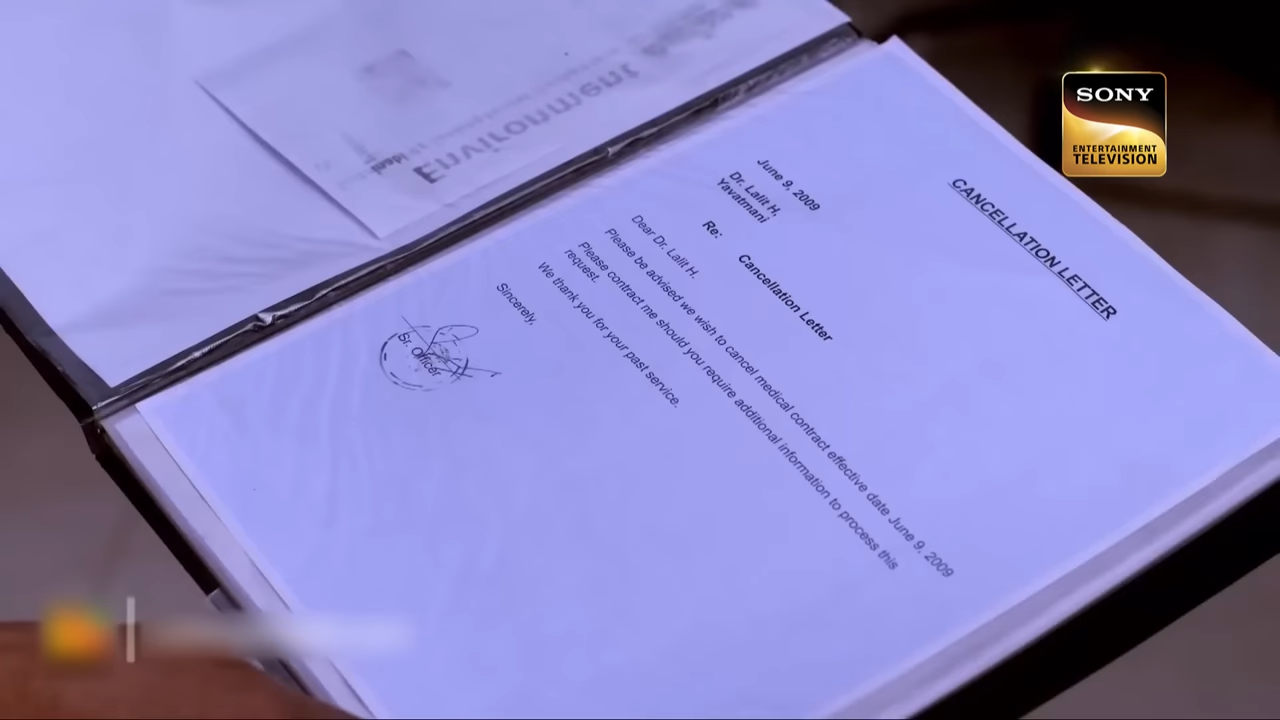 SONY
ENTERTAINMENT
TELEVISION
Environment
CANCELLATION LETTER
June 9, 2009
Dr. Lalit H,
Yavatmani
Re: Cancellation Letter
Dear Dr. Lalit H.
Please be advised we wish to cancel medical contract effective date June 9, 2009
Please contract me should you require additional information to process this
request.
We thank you for your past service.
Sincerely,
Sr. Officer